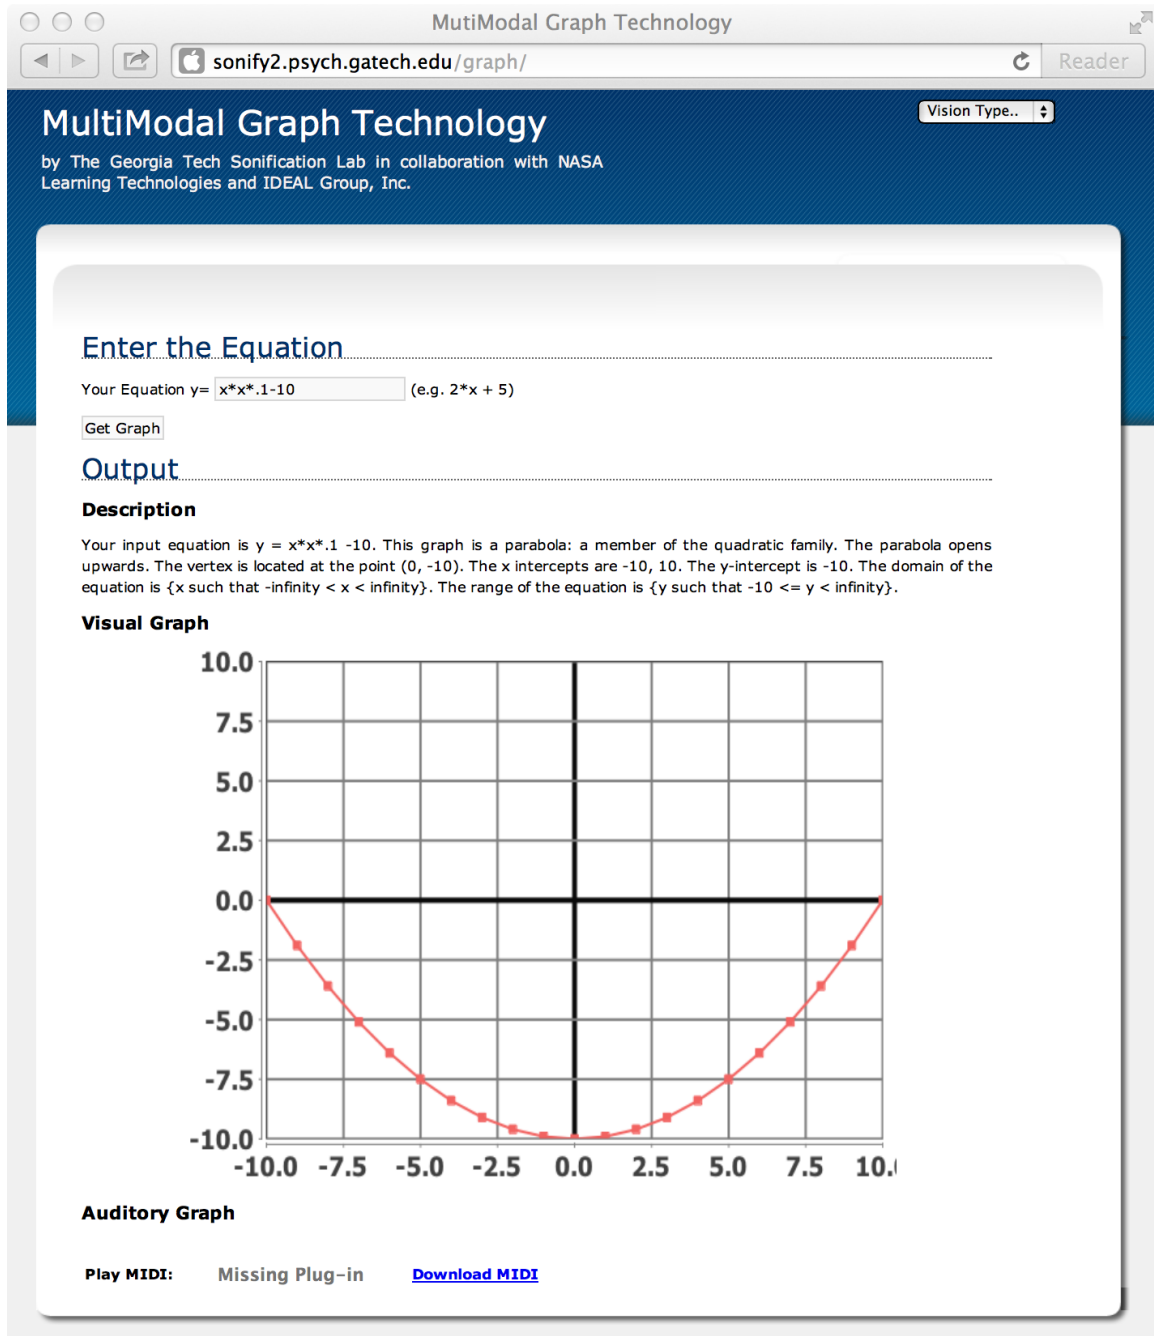 MutiModal Graph Technology
sonify2.psych.gatech.edu/graph/
Reader
MultiModal Graph Technology
Vision Type..
by The Georgia Tech Sonification Lab in collaboration with NASA
Learning Technologies and IDEAL Group, Inc.
Enter the Equation
Your Equation y= x*x*.1-10 (e.g. 2*x + 5)
Get Graph
Output
Description
Your input equation is y = x*x*.1 -10. This graph is a parabola: a member of the quadratic family. The parabola opens
upwards. The vertex is located at the point (0, -10). The x intercepts are -10, 10. The y-intercept is -10. The domain of the
equation is {x such that -infinity < x < infinity}. The range of the equation is {y such that -10 <= y < infinity}.
Visual Graph
10.0
7.5
5.0
2.5
0.0
-2.5
-5.0
-7.5
-10.0
-10.0 -7.5 -5.0 -2.5 0.0 2.5 5.0 7.5 10.
Auditory Graph
Play MIDI: Missing Plug-in Download MIDI